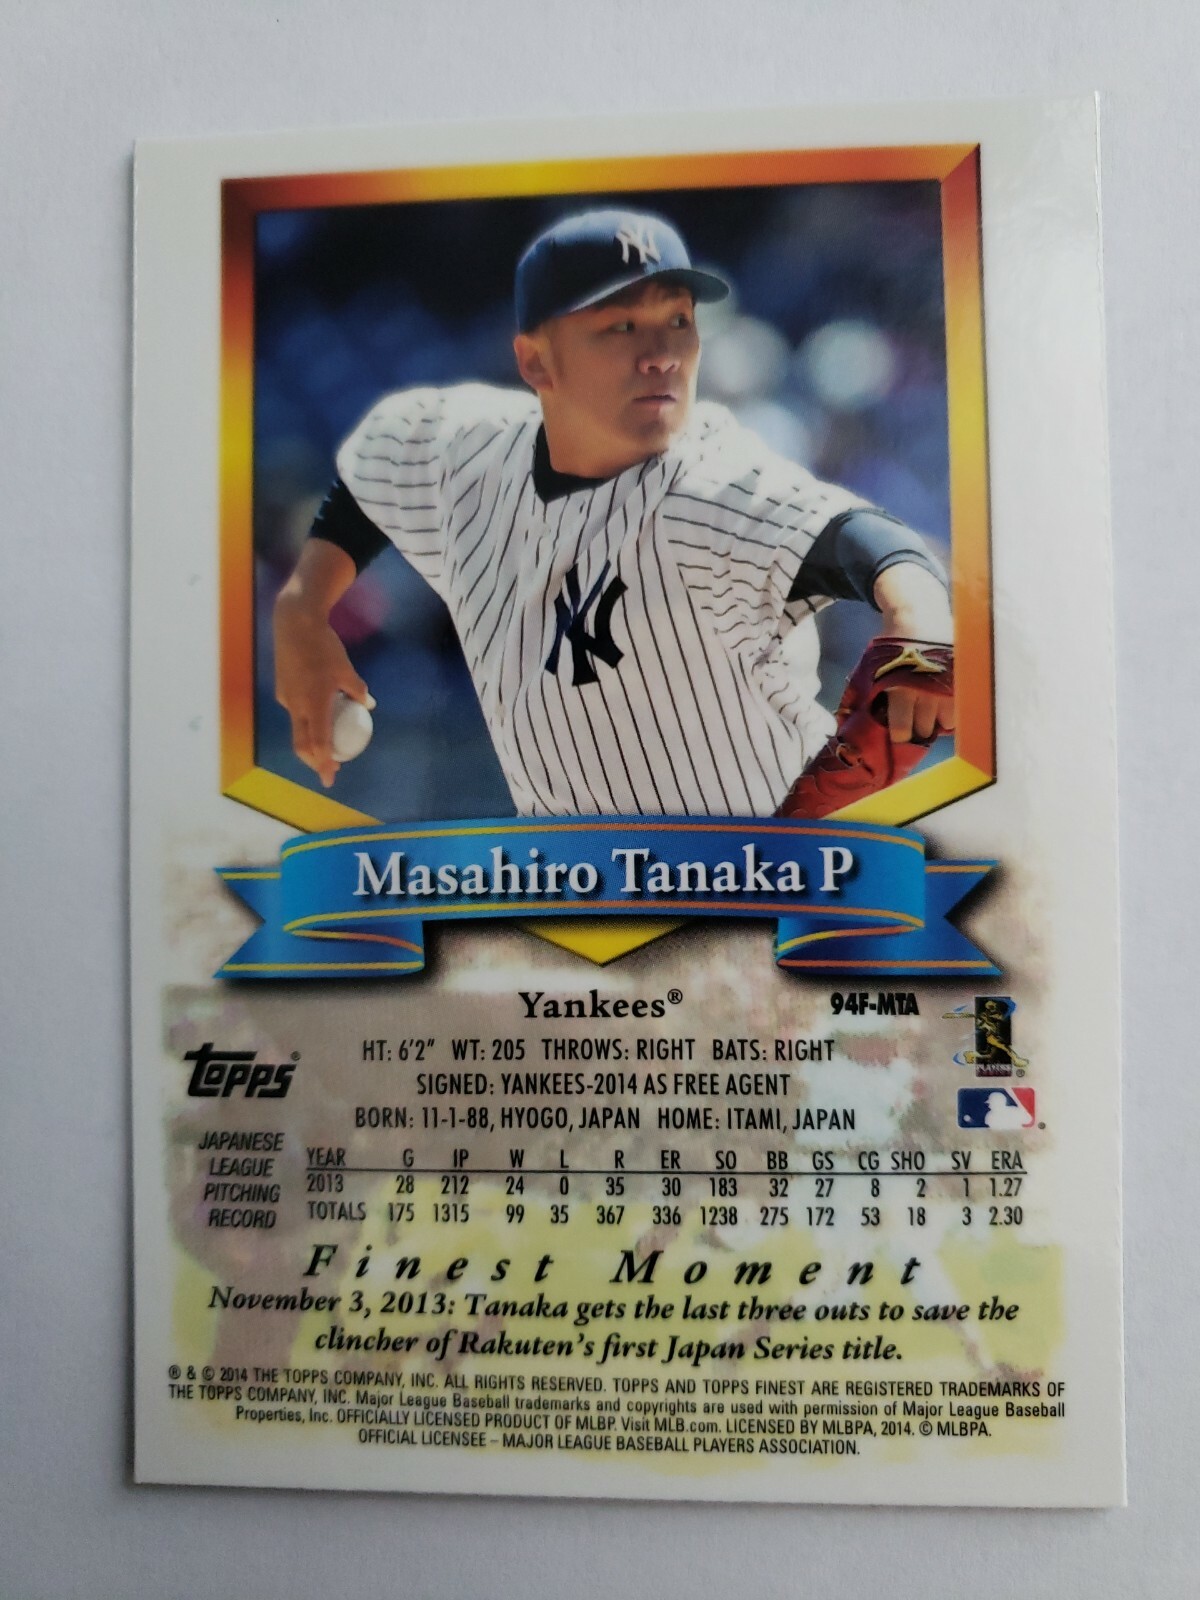 NY
NY
Masahiro Tanaka P
Yankees® 94F-MTA
Topps®
HT: 6'2" WT: 205 THROWS: RIGHT BATS: RIGHT
SIGNED: YANKEES-2014 AS FREE AGENT
BORN: 11-1-88, HYOGO, JAPAN HOME: ITAMI, JAPAN
JAPANESE LEAGUE PITCHING RECORD
YEAR G IP W L R ER SO BB GS CG SHO SV ERA
2013 28 212 24 0 35 30 183 32 27 8 2 1 1.27
TOTALS 175 1315 99 35 367 336 1238 275 172 53 18 3 2.30
Finest Moment
November 3, 2013: Tanaka gets the last three outs to save the
clincher of Rakuten's first Japan Series title.
® & © 2014 THE TOPPS COMPANY, INC. ALL RIGHTS RESERVED. TOPPS AND TOPPS FINEST ARE REGISTERED TRADEMARKS OF
THE TOPPS COMPANY, INC. Major League Baseball trademarks and copyrights are used with permission of Major League Baseball
Properties, Inc. OFFICIALLY LICENSED PRODUCT OF MLBP. Visit MLB.com. LICENSED BY MLBPA, 2014. © MLBPA.
OFFICIAL LICENSEE – MAJOR LEAGUE BASEBALL PLAYERS ASSOCIATION.